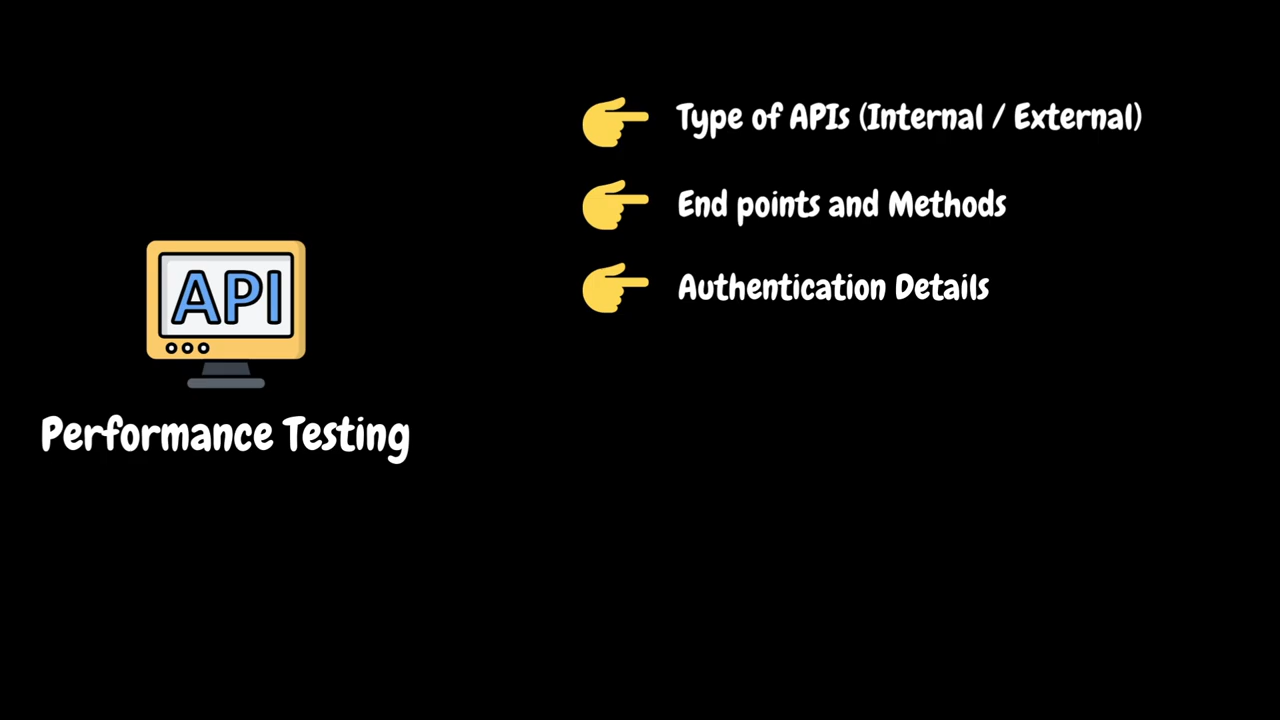 Type of APIs (Internal / External)
End points and Methods
Authentication Details
API
Performance Testing